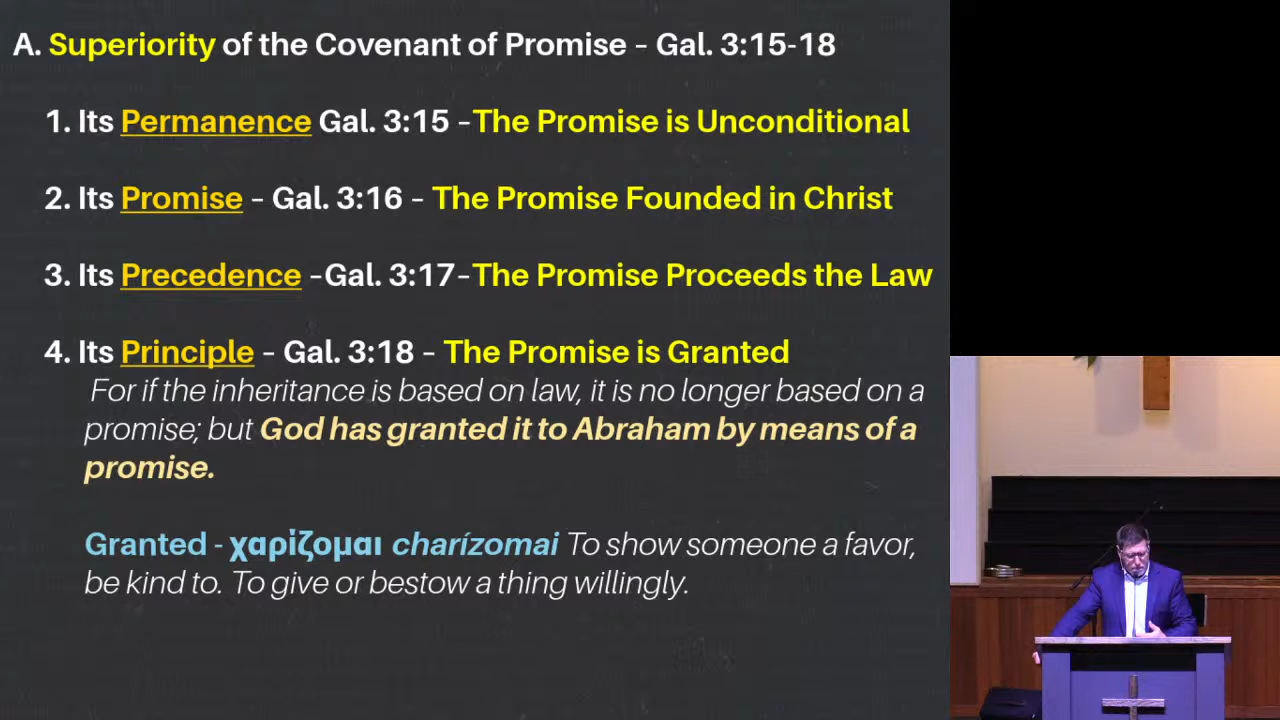 A. Superiority of the Covenant of Promise – Gal. 3:15-18
1. Its Permanence Gal. 3:15 –The Promise is Unconditional
2. Its Promise – Gal. 3:16 – The Promise Founded in Christ
3. Its Precedence –Gal. 3:17–The Promise Proceeds the Law
4. Its Principle – Gal. 3:18 – The Promise is Granted
For if the inheritance is based on law, it is no longer based on a
promise; but God has granted it to Abraham by means of a
promise.
Granted - χαρίζομαι charízomai To show someone a favor,
be kind to. To give or bestow a thing willingly.